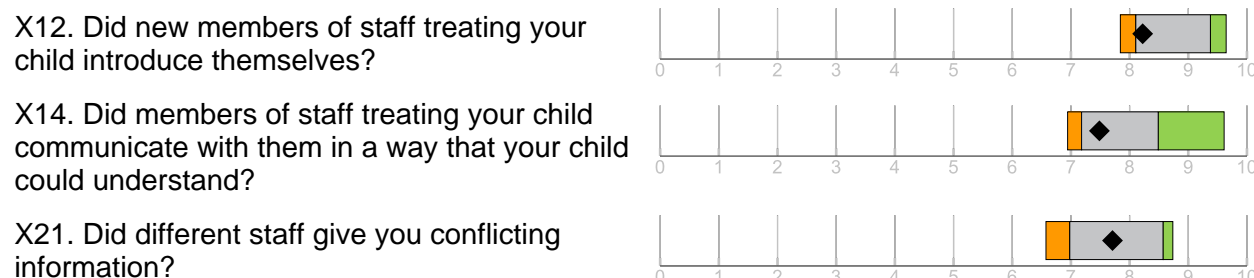 X12. Did new members of staff treating your
child introduce themselves?
0 1 2 3 4 5 6 7 8 9 10
X14. Did members of staff treating your child
communicate with them in a way that your child
could understand?
0 1 2 3 4 5 6 7 8 9 10
X21. Did different staff give you conflicting
information?
0 1 2 3 4 5 6 7 8 9 10